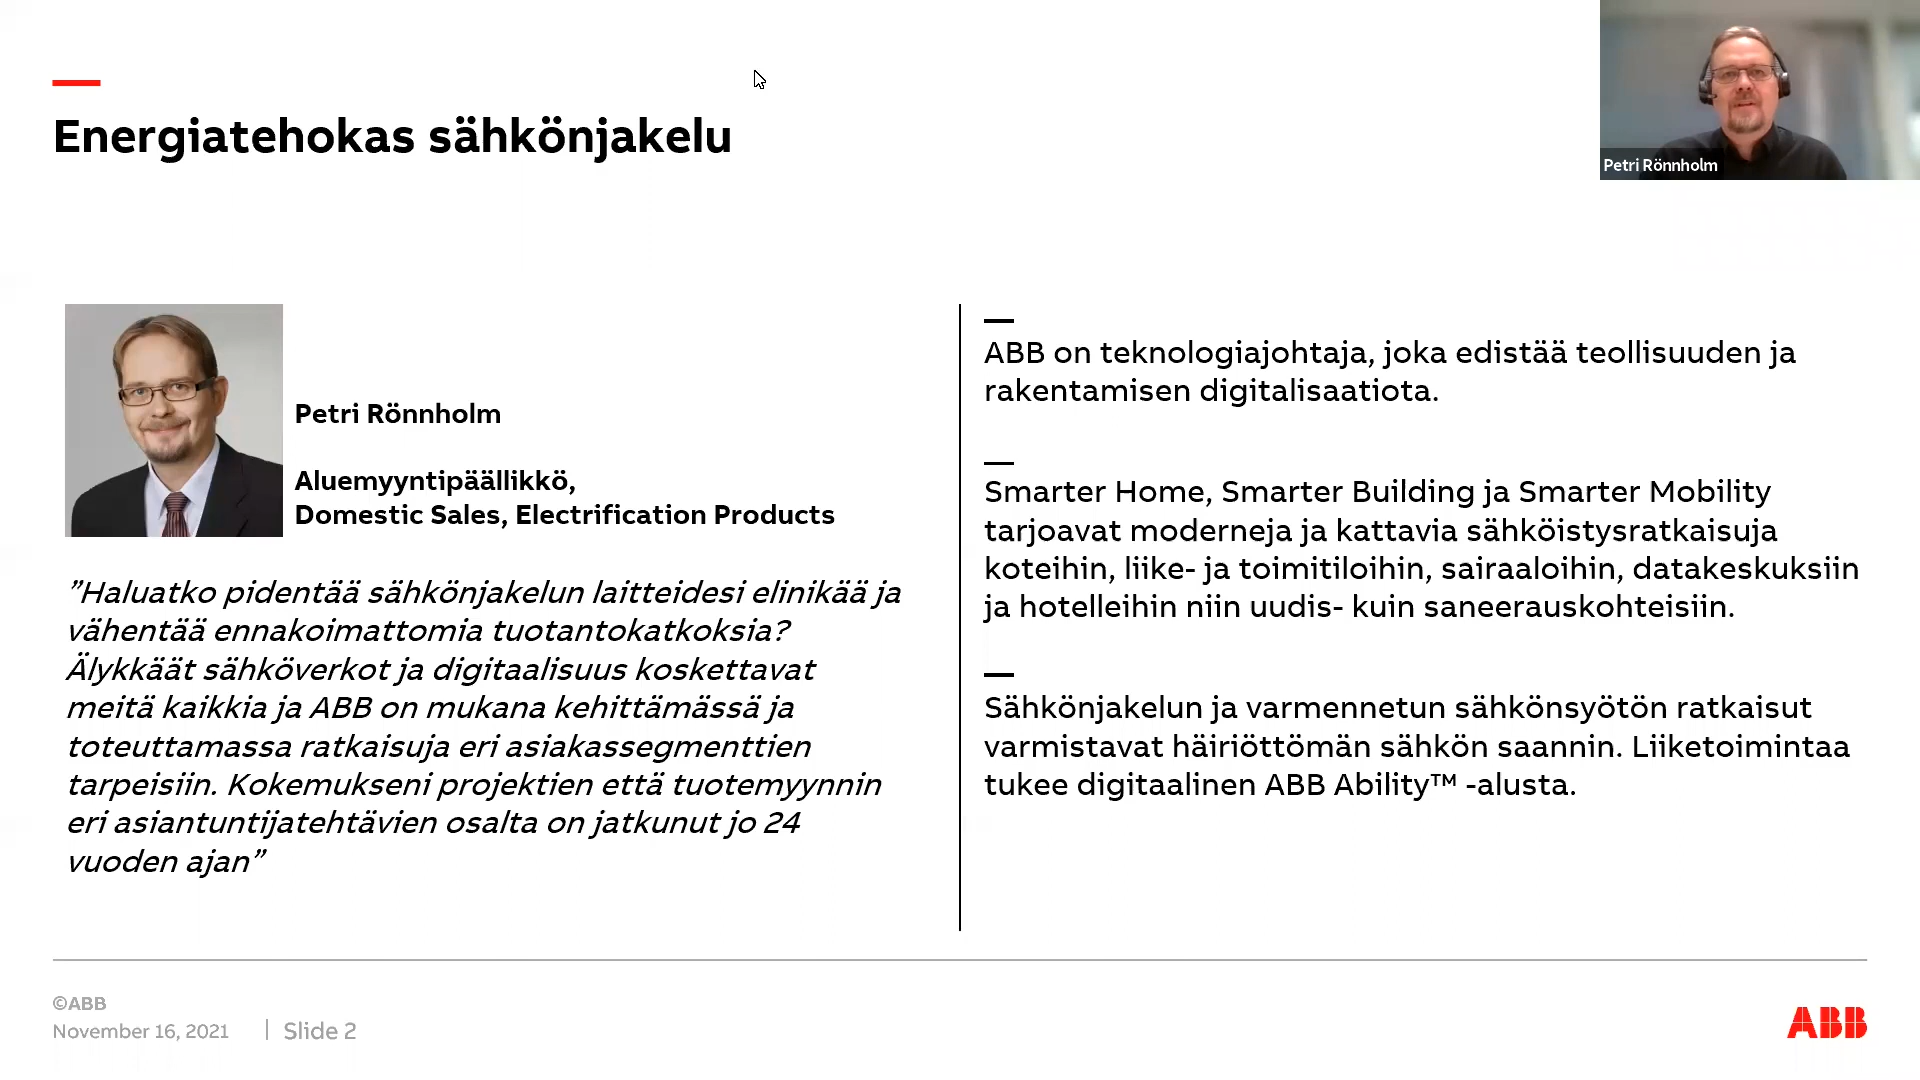 Energiatehokas sähkönjakelu
Petri Rönnholm
Petri Rönnholm
Aluemyyntipäällikkö,
Domestic Sales, Electrification Products
”Haluatko pidentää sähkönjakelun laitteidesi elinikää ja
vähentää ennakoimattomia tuotantokatkoksia?
Älykkäät sähköverkot ja digitaalisuus koskettavat
meitä kaikkia ja ABB on mukana kehittämässä ja
toteuttamassa ratkaisuja eri asiakassegmenttien
tarpeisiin. Kokemukseni projektien että tuotemyynnin
eri asiantuntijatehtävien osalta on jatkunut jo 24
vuoden ajan”
ABB on teknologiajohtaja, joka edistää teollisuuden ja
rakentamisen digitalisaatiota.
Smarter Home, Smarter Building ja Smarter Mobility
tarjoavat moderneja ja kattavia sähköistysratkaisuja
koteihin, liike- ja toimitiloihin, sairaaloihin, datakeskuksiin
ja hotelleihin niin uudis- kuin saneerauskohteisiin.
Sähkönjakelun ja varmennetun sähkönsyötön ratkaisut
varmistavat häiriöttömän sähkön saannin. Liiketoimintaa
tukee digitaalinen ABB Ability™ -alusta.
©ABB
November 16, 2021 | Slide 2
ABB